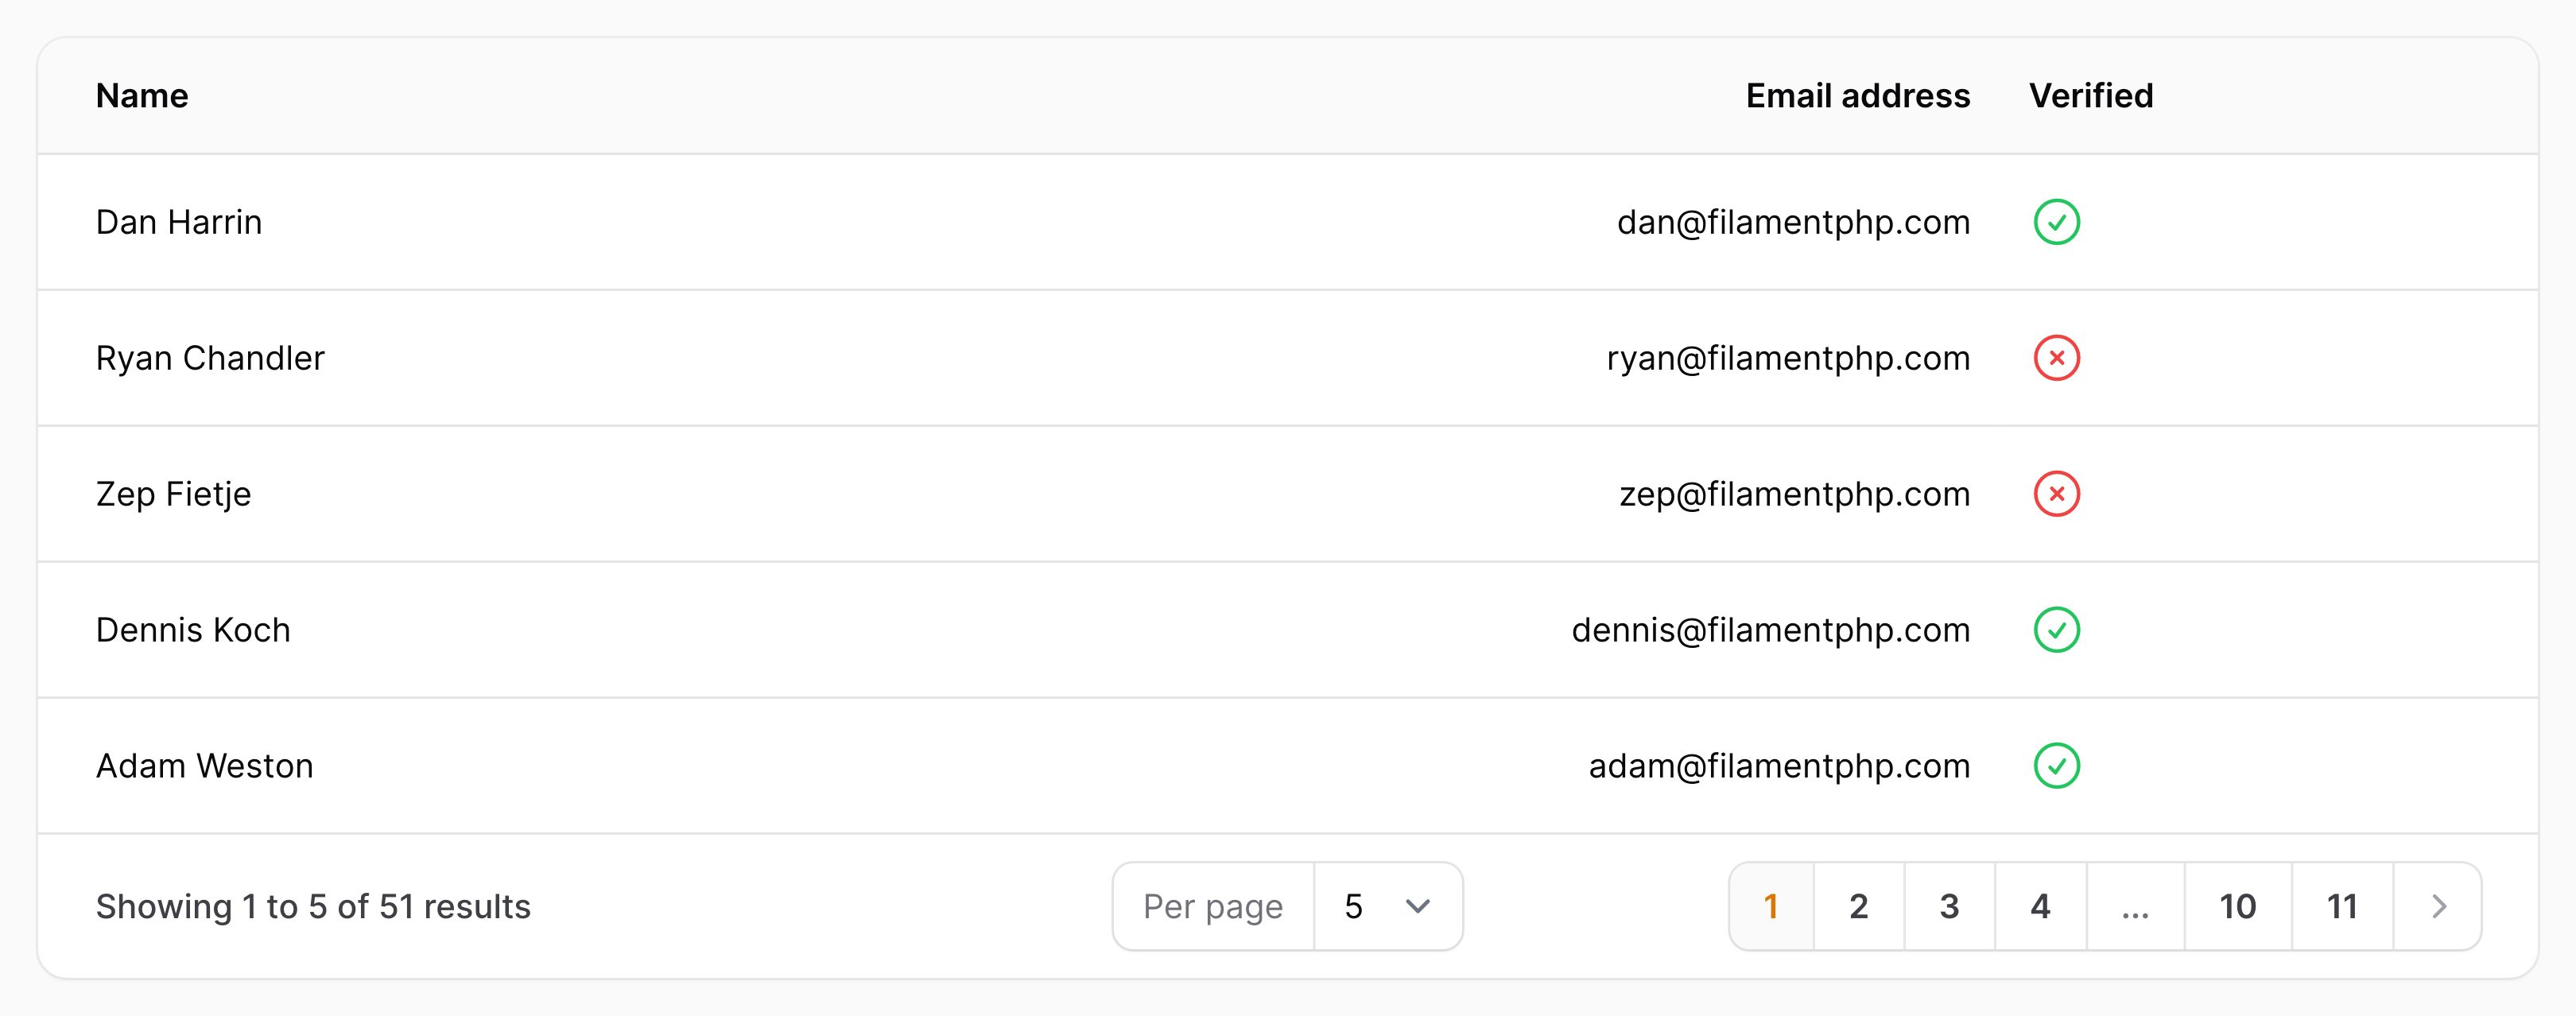 Name Email address Verified
Dan Harrin dan@filamentphp.com
Ryan Chandler ryan@filamentphp.com
Zep Fietje zep@filamentphp.com
Dennis Koch dennis@filamentphp.com
Adam Weston adam@filamentphp.com
Showing 1 to 5 of 51 results Per page 5 1 2 3 4 ... 10 11